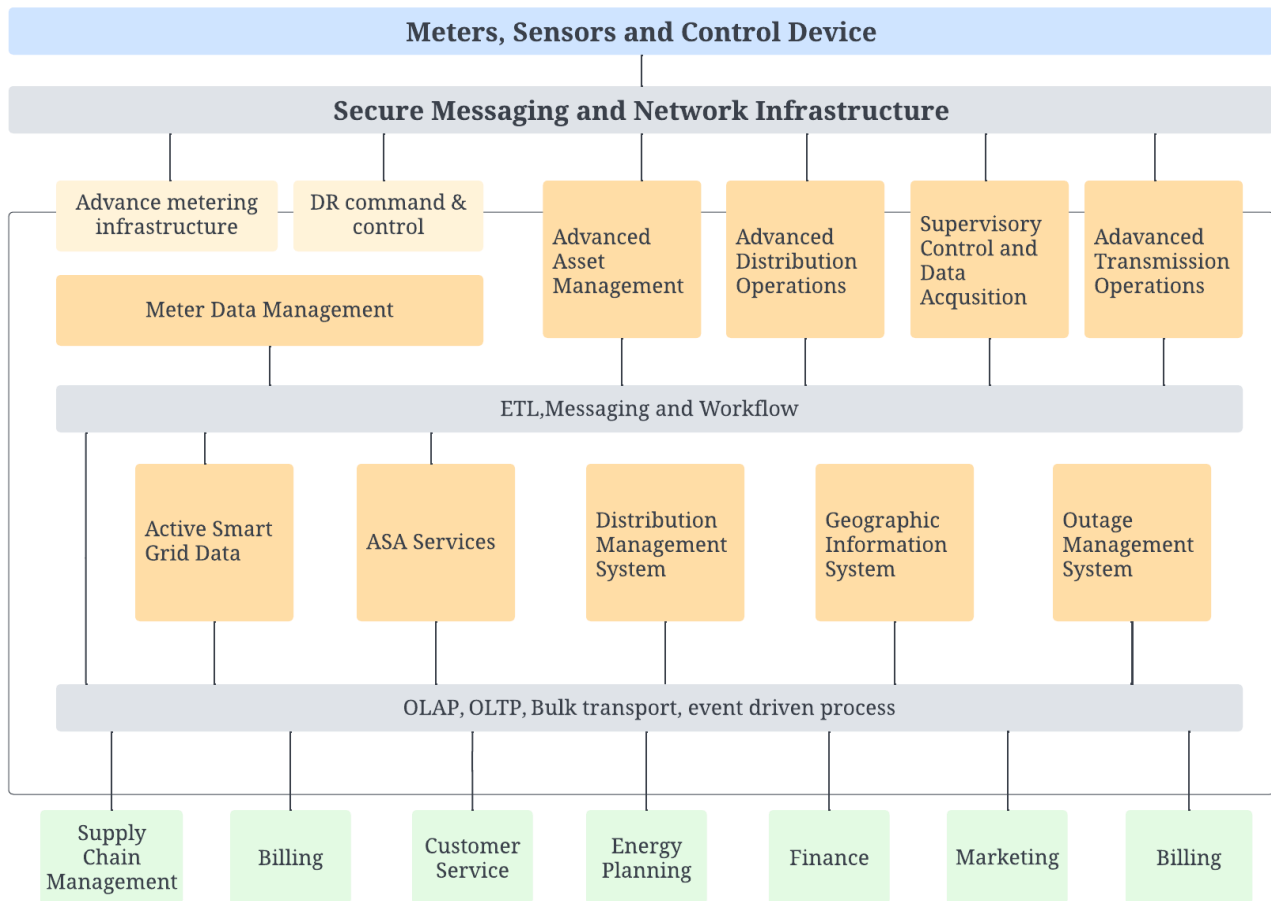 Meters, Sensors and Control Device
Secure Messaging and Network Infrastructure
Advance metering
infrastructure
DR command &
control
Advanced
Asset
Management
Advanced
Distribution
Operations
Supervisory
Control and
Data
Acqusition
Adavanced
Transmission
Operations
Meter Data Management
ETL,Messaging and Workflow
Active Smart
Grid Data
ASA Services
Distribution
Management
System
Geographic
Information
System
Outage
Management
System
OLAP, OLTP, Bulk transport, event driven process
Supply
Chain
Management
Billing
Customer
Service
Energy
Planning
Finance
Marketing
Billing